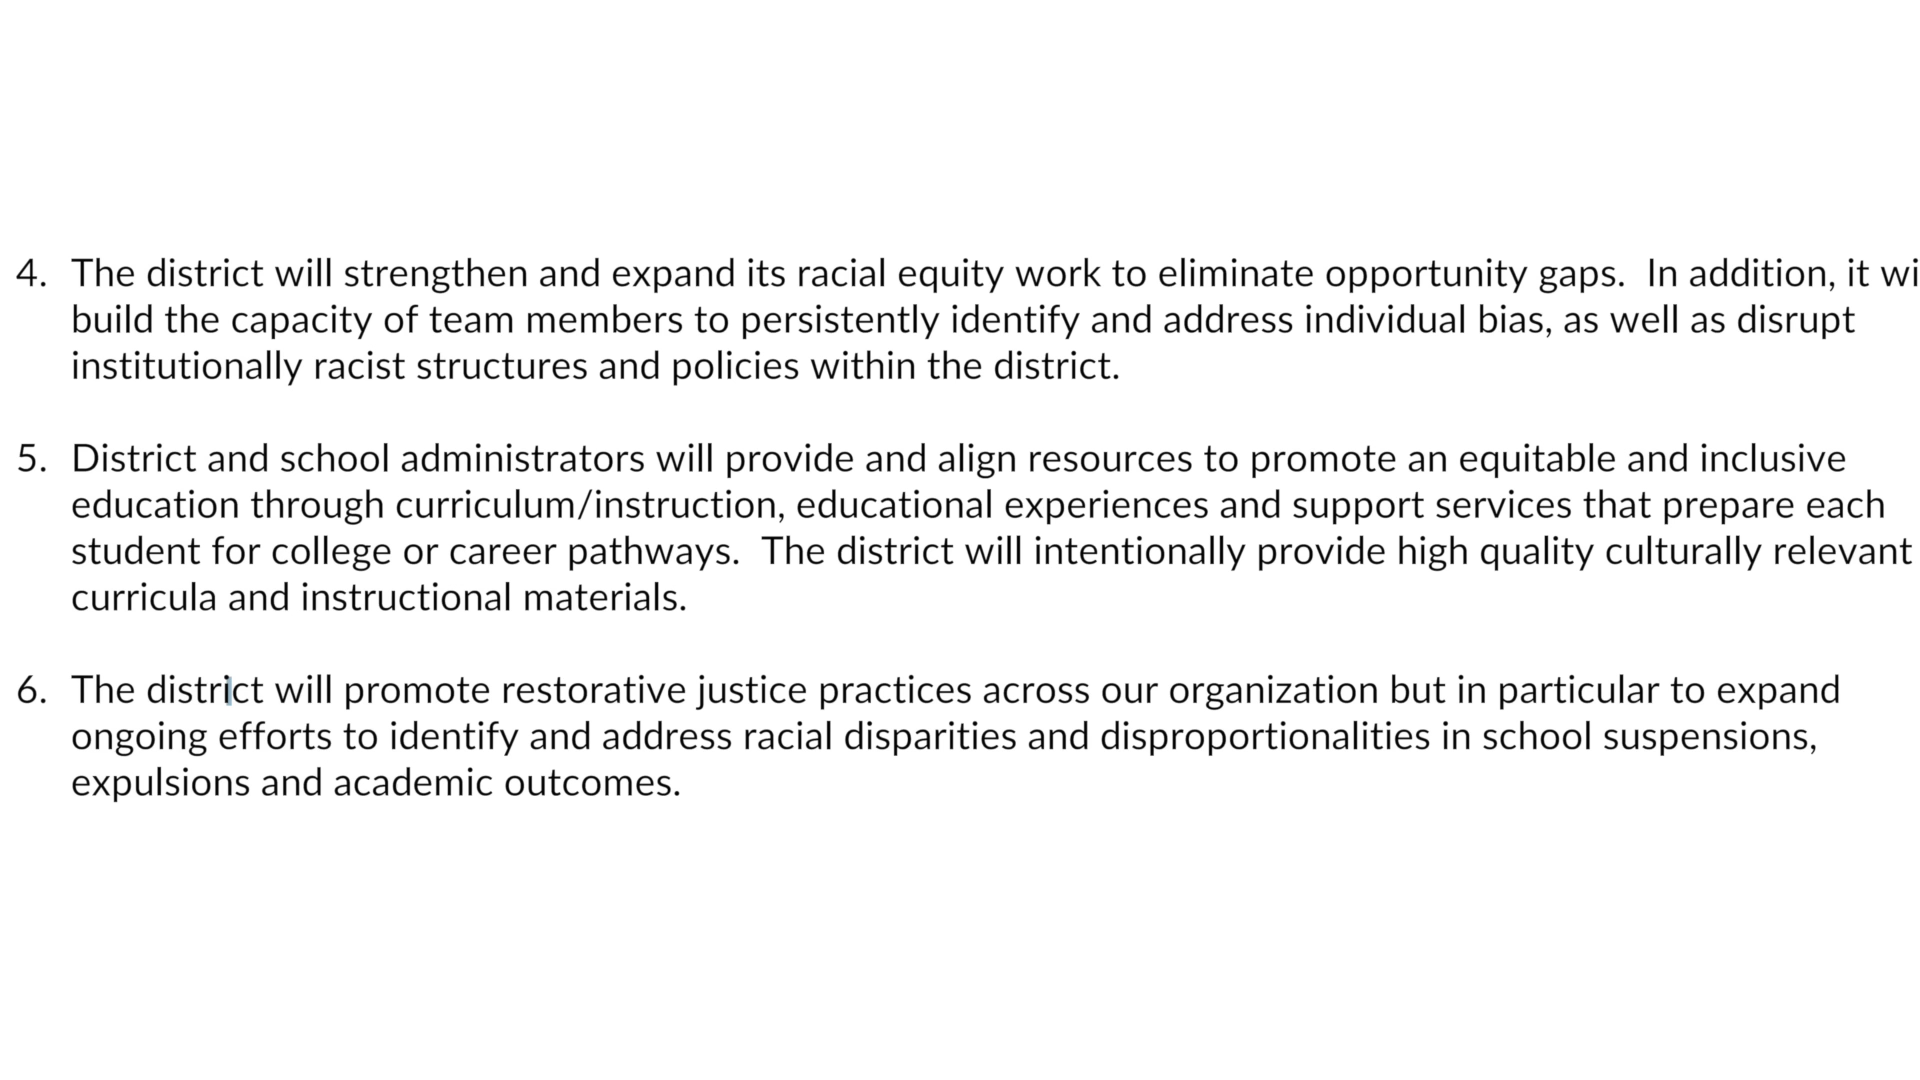 4. The district will strengthen and expand its racial equity work to eliminate opportunity gaps.  In addition, it wi
build the capacity of team members to persistently identify and address individual bias, as well as disrupt
institutionally racist structures and policies within the district.
5. District and school administrators will provide and align resources to promote an equitable and inclusive
education through curriculum/instruction, educational experiences and support services that prepare each
student for college or career pathways.  The district will intentionally provide high quality culturally relevant
curricula and instructional materials.
6. The district will promote restorative justice practices across our organization but in particular to expand
ongoing efforts to identify and address racial disparities and disproportionalities in school suspensions,
expulsions and academic outcomes.